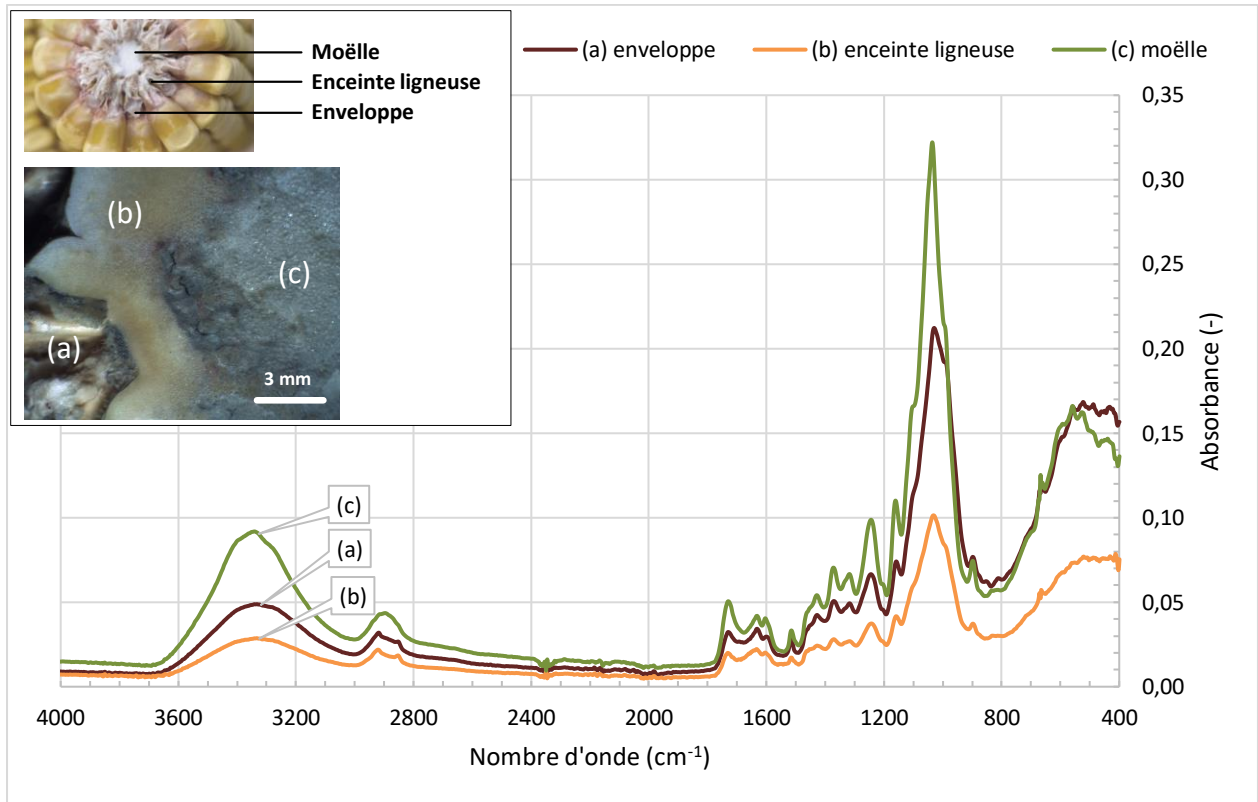 Moëlle
Enceinte ligneuse
Enveloppe
(b)
(c)
(a)
3 mm
(a) enveloppe
(b) enceinte ligneuse
(c) moëlle
0,35
0,30
0,25
0,20
0,15
0,10
0,05
0,00
Absorbance (-)
(c)
(a)
(b)
4000 3600 3200 2800 2400 2000 1600 1200 800 400
Nombre d'onde (cm⁻¹)